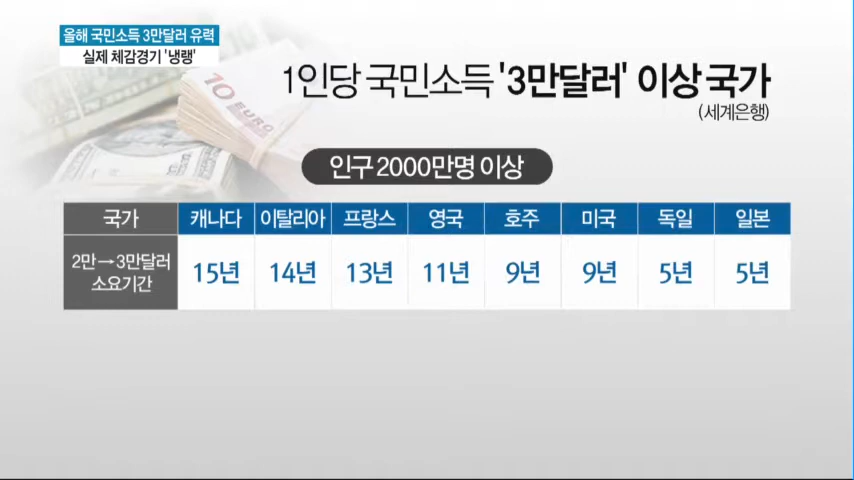 올해 국민소득 3만달러 유력
실제 체감경기 '냉랭'
1인당 국민소득 '3만달러' 이상 국가
(세계은행)
인구 2000만명 이상
국가 캐나다 이탈리아 프랑스 영국 호주 미국 독일 일본
2만→3만달러
소요기간 15년 14년 13년 11년 9년 9년 5년 5년
10 EURO